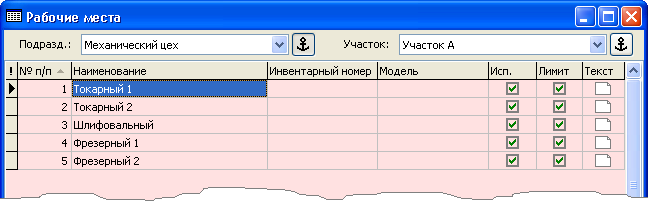 Рабочие места
Подразд.: Механический цех Участок: Участок А
! № п/п Наименование Инвентарный номер Модель Исп. Лимит Текст
1 Токарный 1
2 Токарный 2
3 Шлифовальный
4 Фрезерный 1
5 Фрезерный 2